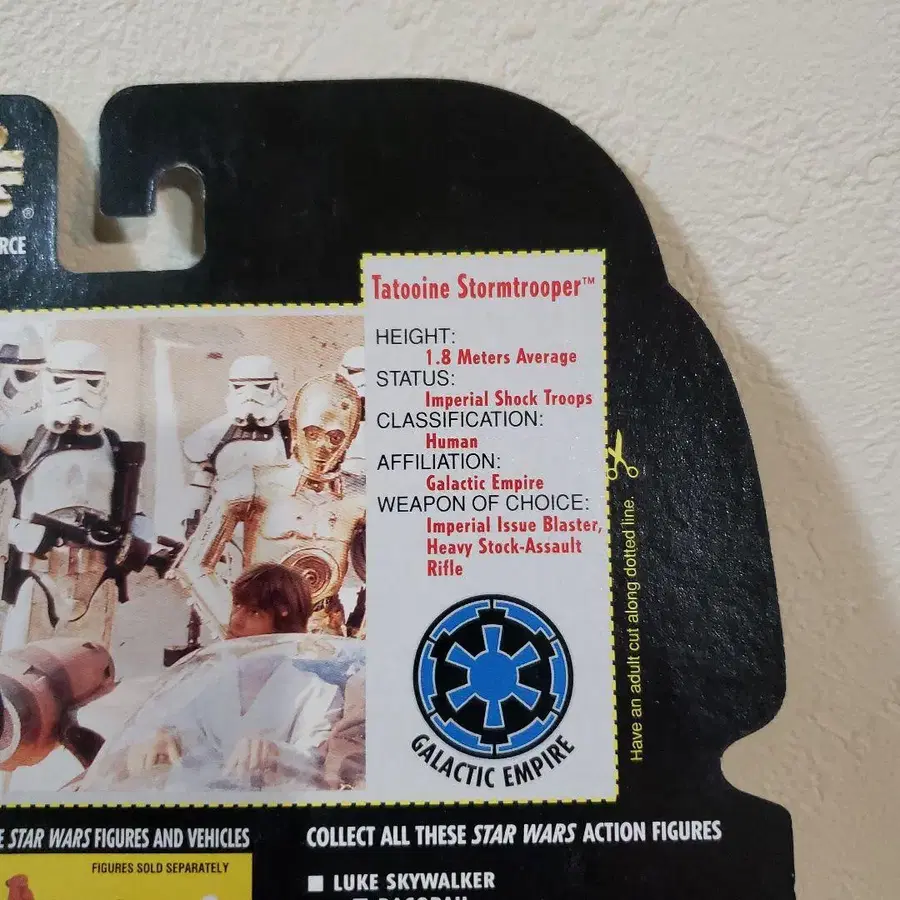 ®
RCE
Tatooine Stormtrooper™
HEIGHT:
1.8 Meters Average
STATUS:
Imperial Shock Troops
CLASSIFICATION:
Human
AFFILIATION:
Galactic Empire
WEAPON OF CHOICE:
Imperial Issue Blaster,
Heavy Stock-Assault
Rifle
GALACTIC EMPIRE
Have an adult cut along dotted line.
E STAR WARS FIGURES AND VEHICLES
FIGURES SOLD SEPARATELY
COLLECT ALL THESE STAR WARS ACTION FIGURES
LUKE SKYWALKER